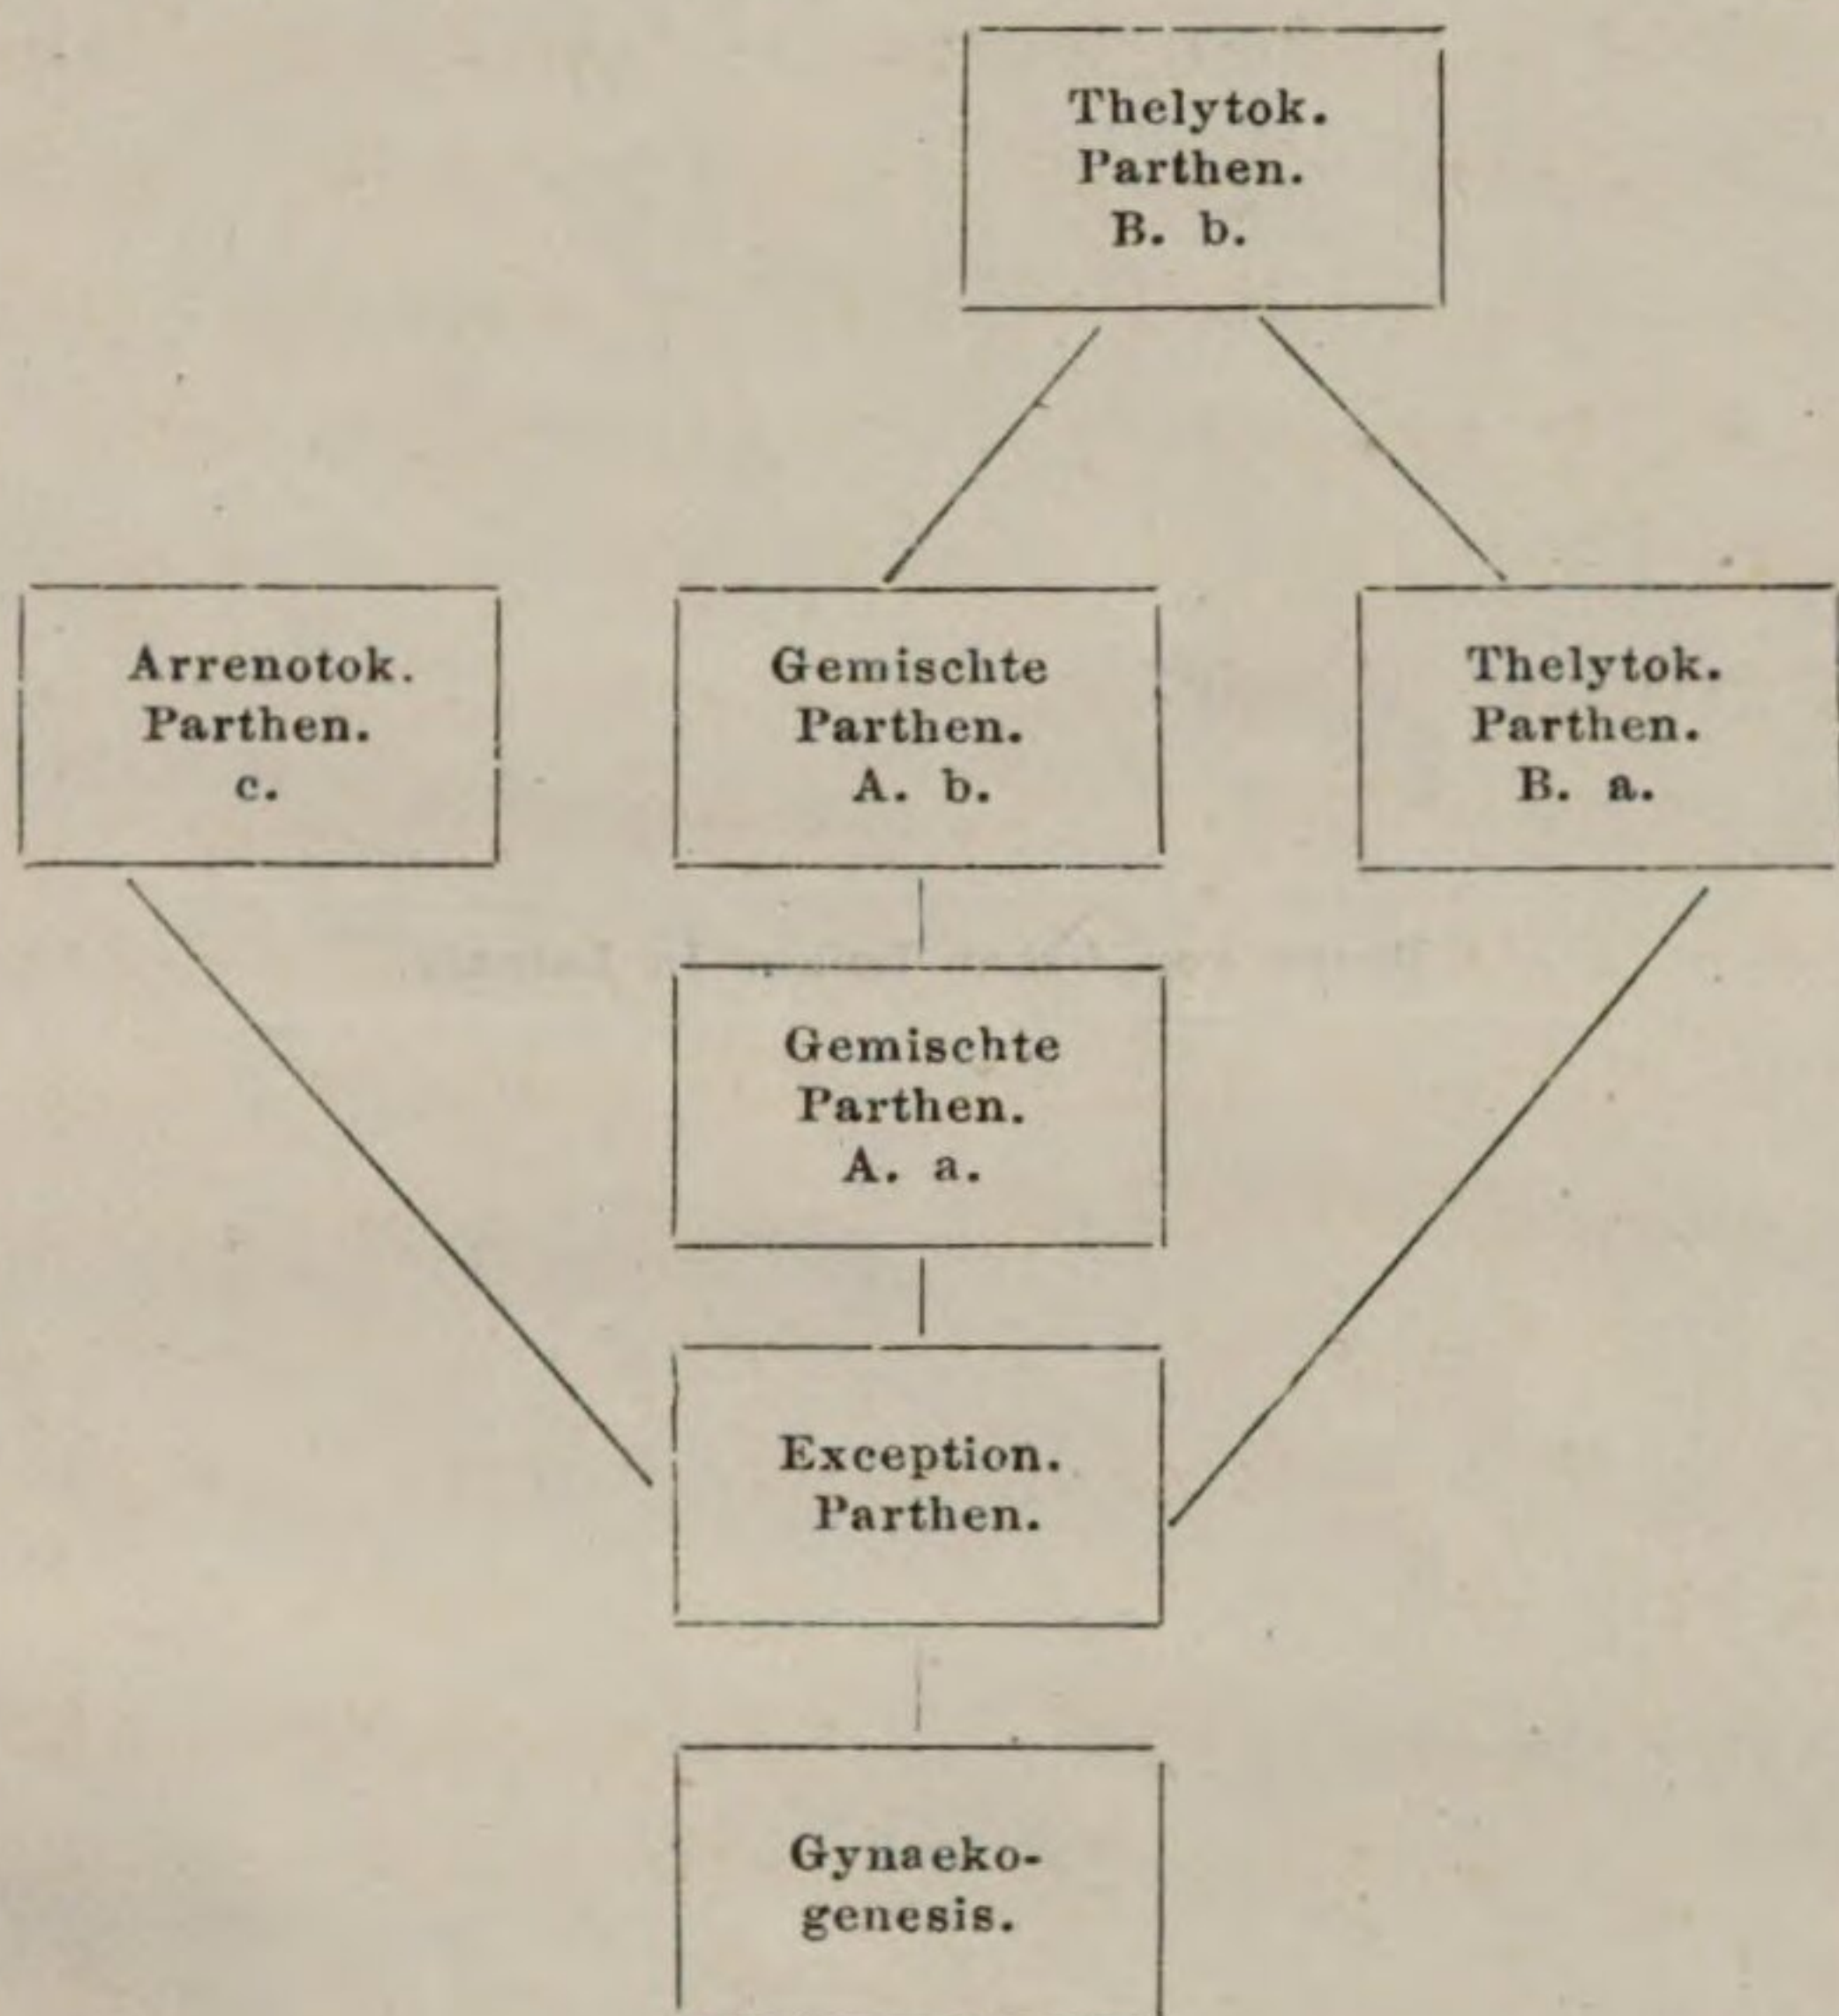 Thelytok.
Parthen.
B. b.
Arrenotok.
Parthen.
c.
Gemischte
Parthen.
A. b.
Thelytok.
Parthen.
B. a.
Gemischte
Parthen.
A. a.
Exception.
Parthen.
Gynaeko-
genesis.